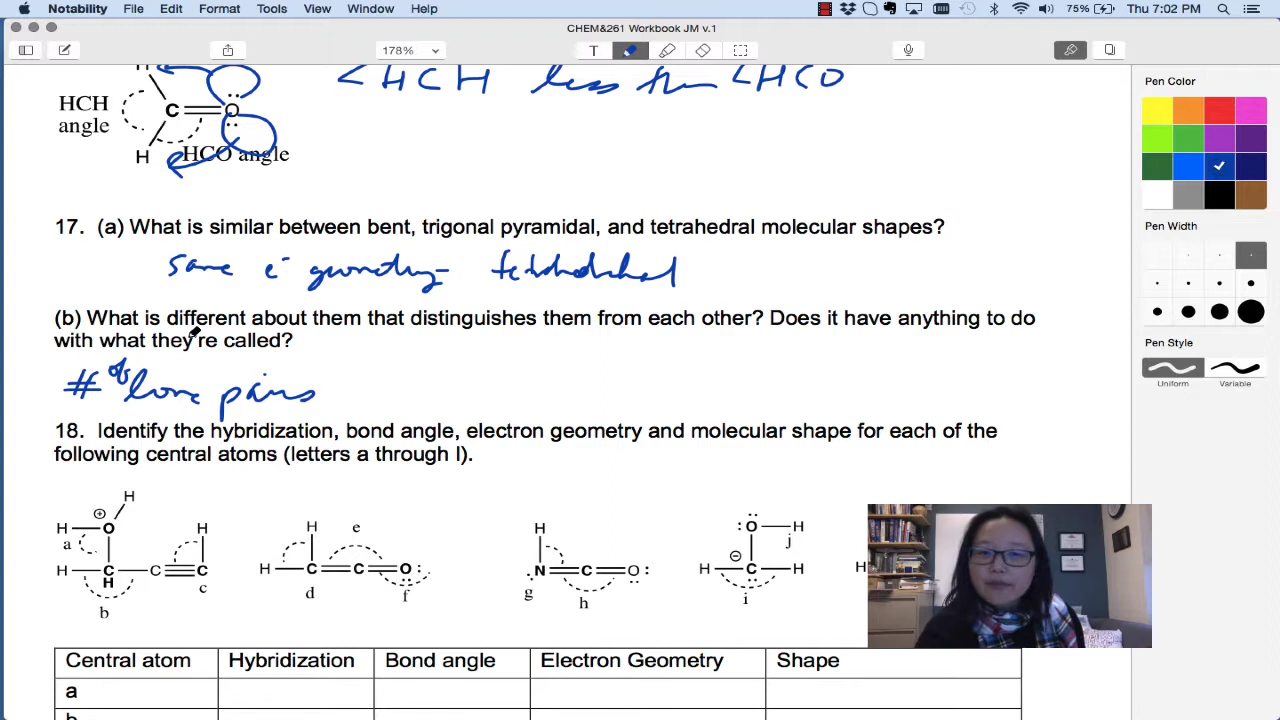 Notability File Edit Format Tools View Window Help 75% Thu 7:02 PM
CHEM&261 Workbook JM v.1
178% T
Pen Color
Pen Width
Pen Style
Uniform Variable
H <HCH less than <HCO
HCH angle
C O
H HCO angle
17. (a) What is similar between bent, trigonal pyramidal, and tetrahedral molecular shapes?
same e⁻ geometry - tetrahedral
(b) What is different about them that distinguishes them from each other? Does it have anything to do
with what they're called?
# of lone pairs
18. Identify the hybridization, bond angle, electron geometry and molecular shape for each of the
following central atoms (letters a through l).
H
⊕
H O H H e H :O H
a ⊖ j
H C C C H C C O: N C O: H C H H
H c d f g h i
b
Central atom Hybridization Bond angle Electron Geometry Shape
a
b